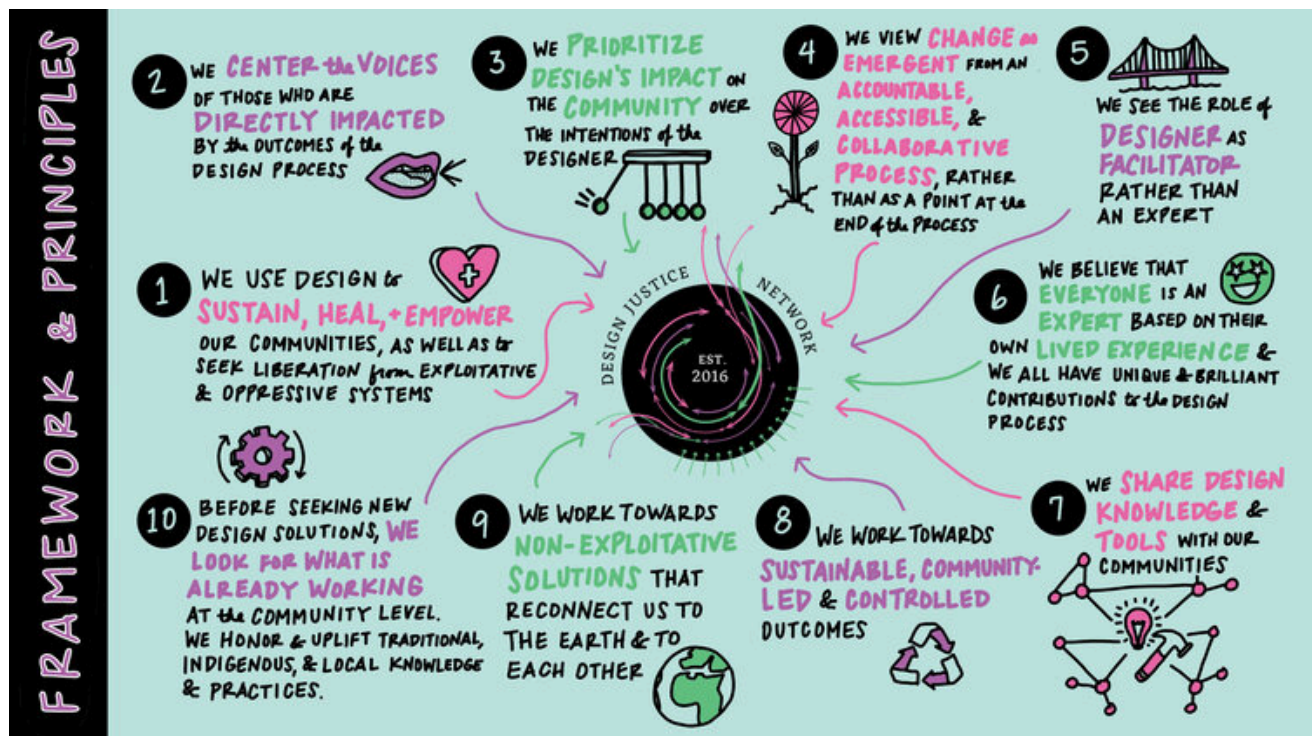 FRAMEWORK & PRINCIPLES
1
WE USE DESIGN to
SUSTAIN, HEAL, + EMPOWER
OUR COMMUNITIES, AS WELL AS to
SEEK LIBERATION from EXPLOITATIVE
& OPPRESSIVE SYSTEMS
2
WE CENTER the VOICES
OF THOSE WHO ARE
DIRECTLY IMPACTED
BY the OUTCOMES of the
DESIGN PROCESS
3
WE PRIORITIZE
DESIGN'S IMPACT ON
THE COMMUNITY OVER
THE INTENTIONS of the
DESIGNER
4
WE VIEW CHANGE as
EMERGENT FROM AN
ACCOUNTABLE,
ACCESSIBLE, &
COLLABORATIVE
PROCESS, RATHER
THAN AS A POINT AT the
END of the PROCESS
5
WE SEE THE ROLE of
DESIGNER AS
FACILITATOR
RATHER THAN
AN EXPERT
6
WE BELIEVE THAT
EVERYONE IS AN
EXPERT BASED ON THEIR
OWN LIVED EXPERIENCE &
WE ALL HAVE UNIQUE & BRILLIANT
CONTRIBUTIONS to the DESIGN
PROCESS
7
WE SHARE DESIGN
KNOWLEDGE &
TOOLS WITH OUR
COMMUNITIES
8
WE WORK TOWARDS
SUSTAINABLE, COMMUNITY-
LED & CONTROLLED
OUTCOMES
9
WE WORK TOWARDS
NON-EXPLOITATIVE
SOLUTIONS THAT
RECONNECT US TO
THE EARTH & TO
EACH OTHER
10
BEFORE SEEKING NEW
DESIGN SOLUTIONS, WE
LOOK FOR WHAT IS
ALREADY WORKING
AT the COMMUNITY LEVEL.
WE HONOR & UPLIFT TRADITIONAL,
INDIGENOUS, & LOCAL KNOWLEDGE
& PRACTICES.
DESIGN JUSTICE NETWORK
EST.
2016